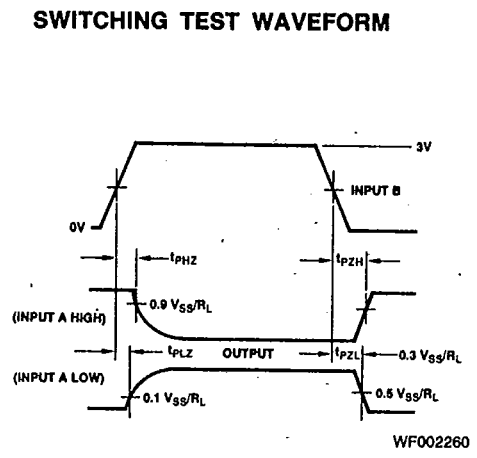 SWITCHING TEST WAVEFORM
3V
INPUT B
0V
tPHZ
tPZH
(INPUT A HIGH)
0.9 VSS/RL
tPLZ
OUTPUT
tPZL
0.3 VSS/RL
(INPUT A LOW)
0.1 VSS/RL
0.5 VSS/RL
WF002260